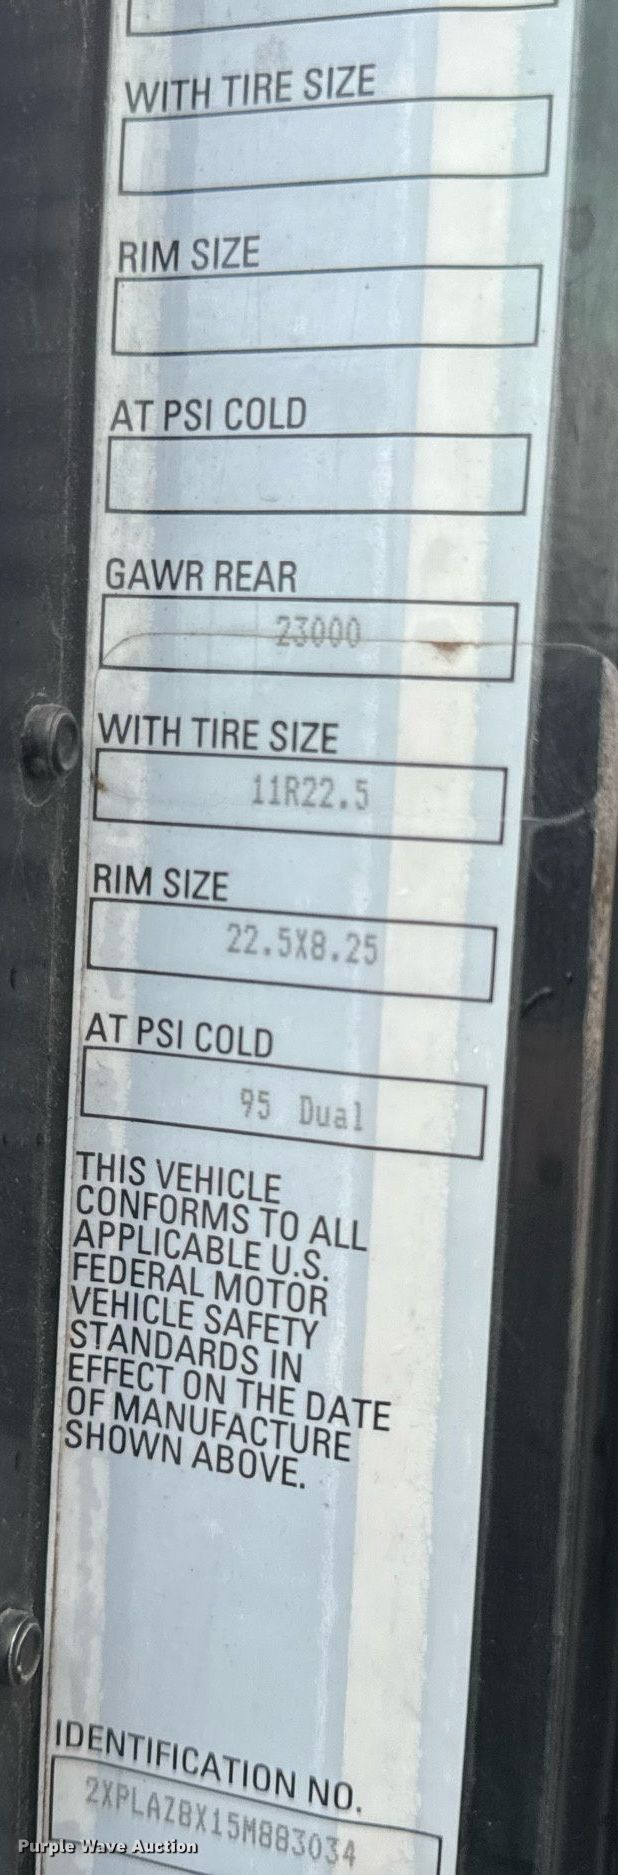 WITH TIRE SIZE
RIM SIZE
AT PSI COLD
GAWR REAR
23000
WITH TIRE SIZE
11R22.5
RIM SIZE
22.5X8.25
AT PSI COLD
95 Dual
THIS VEHICLE
CONFORMS TO ALL
APPLICABLE U.S.
FEDERAL MOTOR
VEHICLE SAFETY
STANDARDS IN
EFFECT ON THE DATE
OF MANUFACTURE
SHOWN ABOVE.
IDENTIFICATION NO.
2XPLAZ8X15M883034
Purple Wave Auction